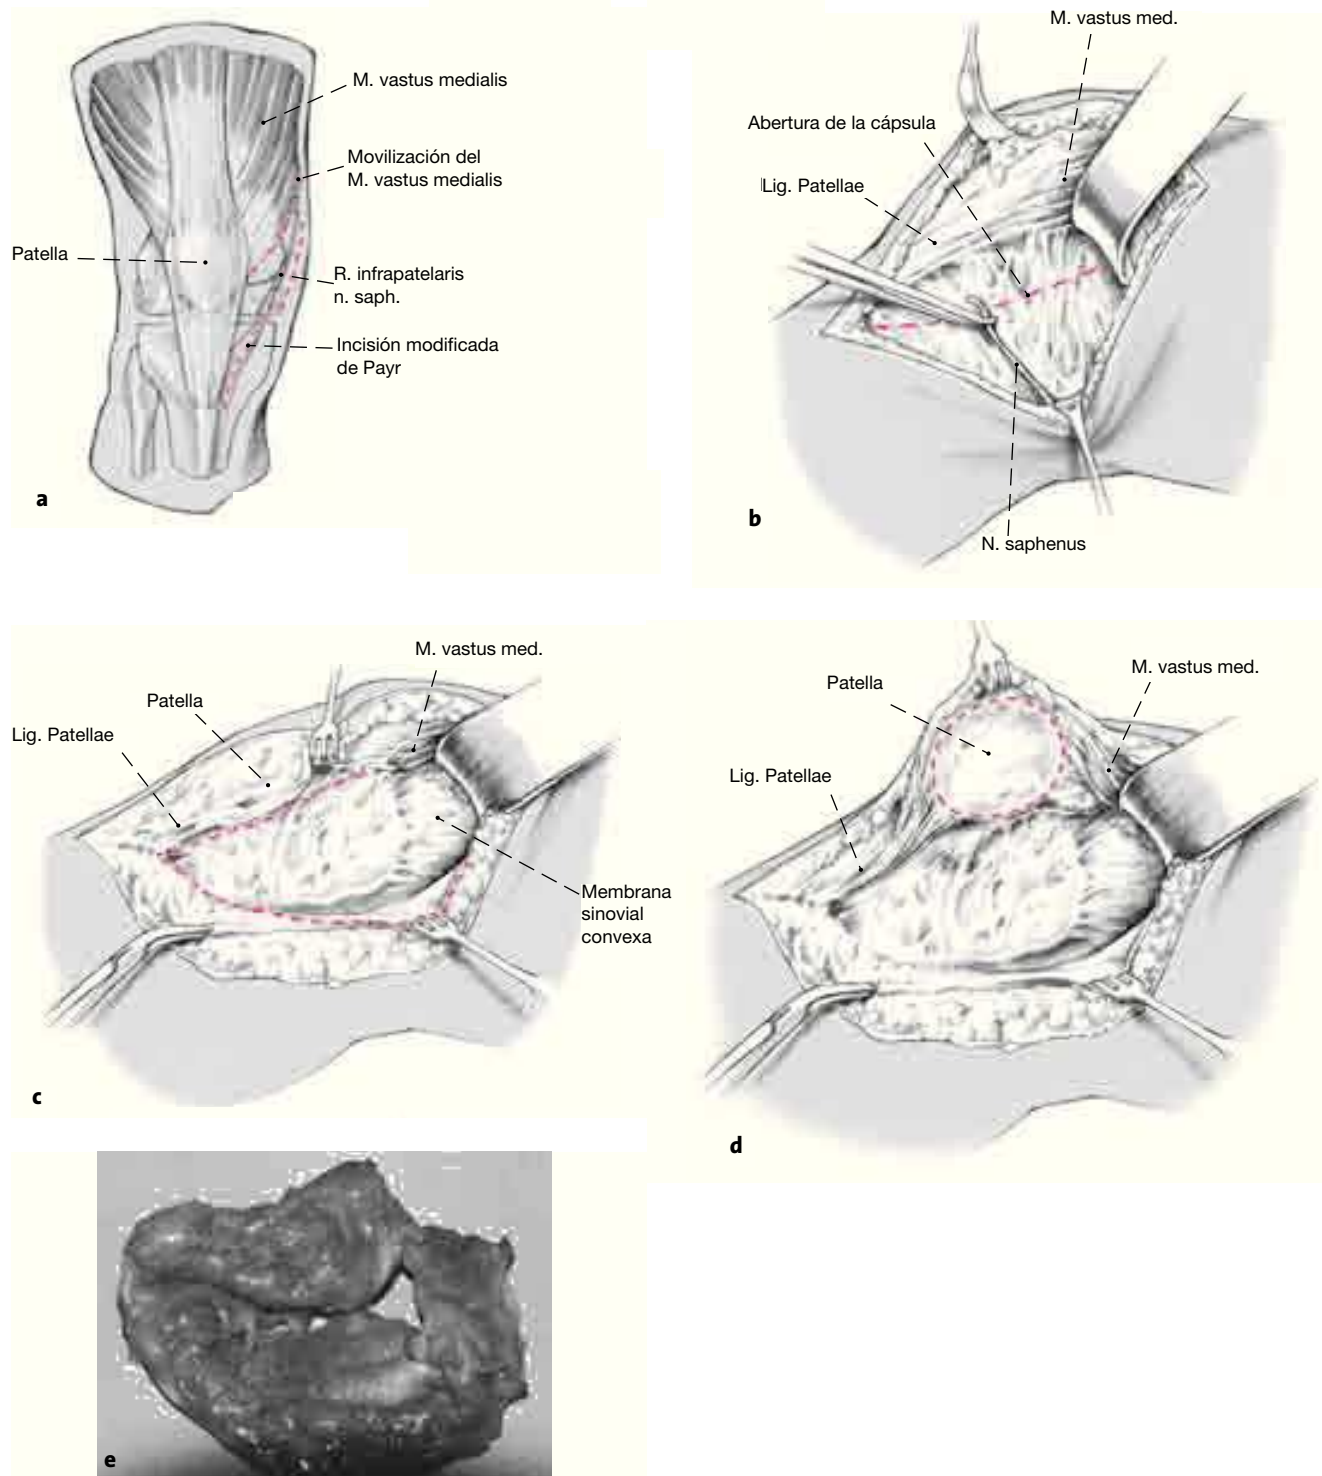 M. vastus medialis
Movilización del
M. vastus medialis
Patella
R. infrapatelaris
n. saph.
Incisión modificada
de Payr
a
M. vastus med.
Abertura de la cápsula
Lig. Patellae
N. saphenus
b
M. vastus med.
Patella
Lig. Patellae
Membrana
sinovial
convexa
c
M. vastus med.
Patella
Lig. Patellae
d
e